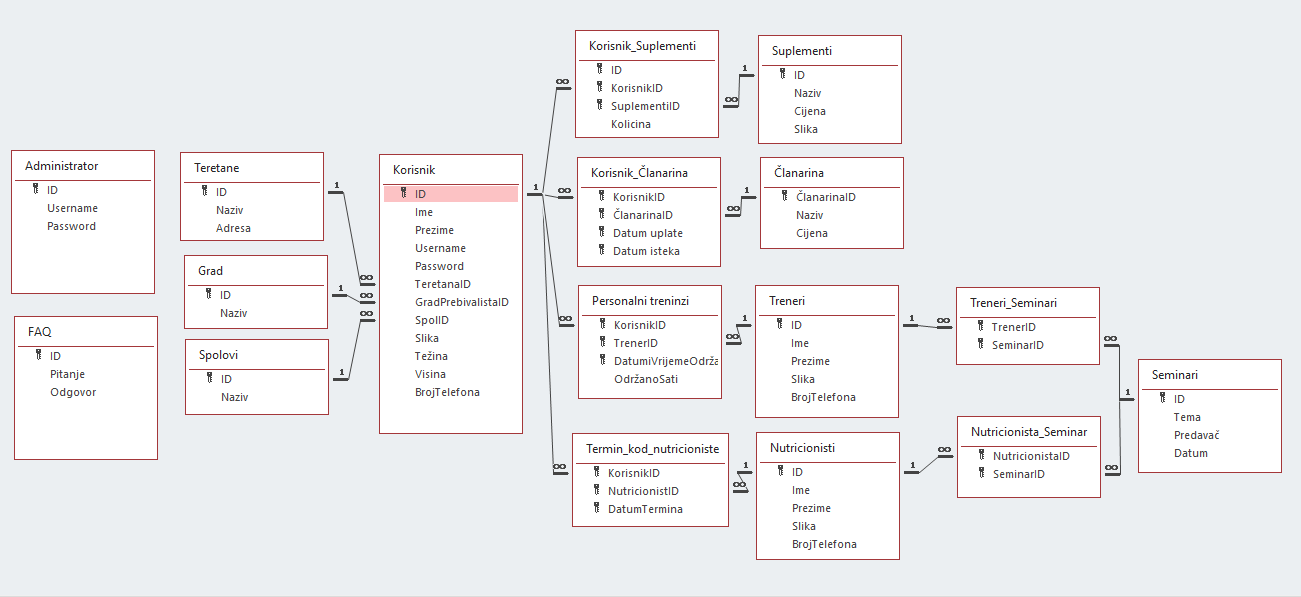 Administrator
ID
Username
Password
FAQ
ID
Pitanje
Odgovor
Teretane
ID
Naziv
Adresa
Grad
ID
Naziv
Spolovi
ID
Naziv
1
1
1
∞
∞
∞
Korisnik
ID
Ime
Prezime
Username
Password
TeretanaID
GradPrebivalistaID
SpolID
Slika
Težina
Visina
BrojTelefona
1
∞
∞
∞
∞
Korisnik_Suplementi
ID
KorisnikID
SuplementiID
Kolicina
∞
1
Suplementi
ID
Naziv
Cijena
Slika
Korisnik_Članarina
KorisnikID
ČlanarinaID
Datum uplate
Datum isteka
∞
1
Članarina
ČlanarinaID
Naziv
Cijena
Personalni treninzi
KorisnikID
TrenerID
DatumiVrijemeOdrža
OdržanoSati
∞
1
Treneri
ID
Ime
Prezime
Slika
BrojTelefona
1
∞
Treneri_Seminari
TrenerID
SeminarID
∞
Termin_kod_nutricioniste
KorisnikID
NutricionistID
DatumTermina
1
∞
Nutricionisti
ID
Ime
Prezime
Slika
BrojTelefona
1
∞
Nutricionista_Seminar
NutricionistaID
SeminarID
∞
1
Seminari
ID
Tema
Predavač
Datum